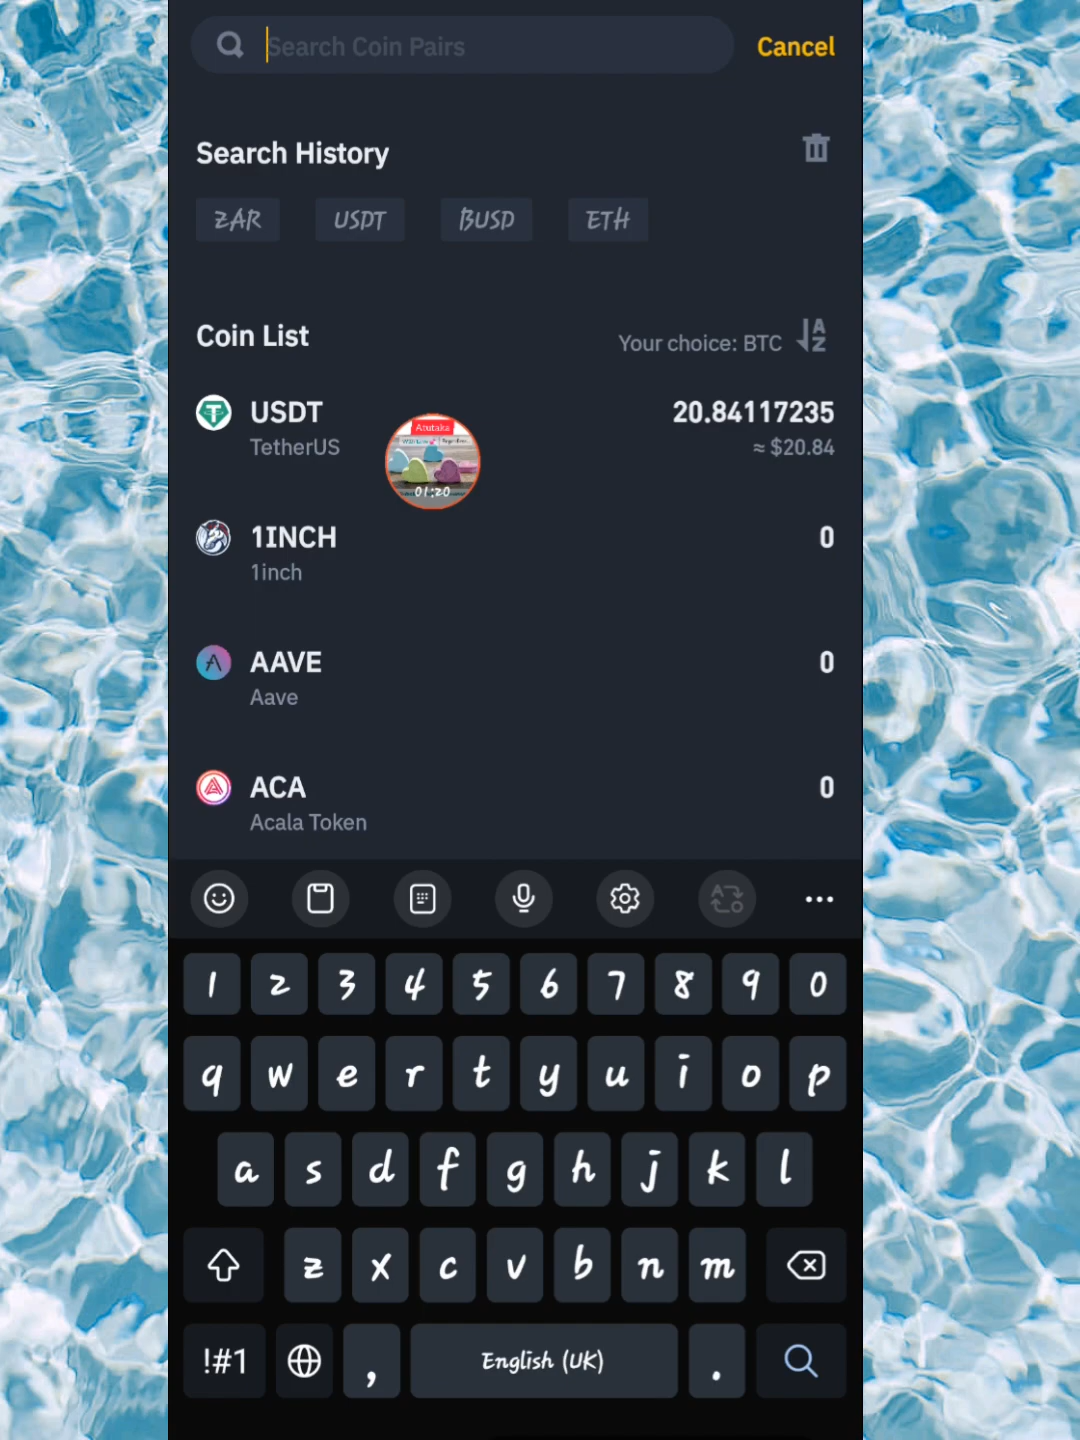 Search Coin Pairs
Cancel
Search History
ZAR USDT BUSD ETH
Coin List
Your choice: BTC
USDT 20.84117235
TetherUS ≈ $20.84
Atutaka
01:20
1INCH 0
1inch
AAVE 0
Aave
ACA 0
Acala Token
1 2 3 4 5 6 7 8 9 0
q w e r t y u i o p
a s d f g h j k l
z x c v b n m
!#1 , English (UK) .